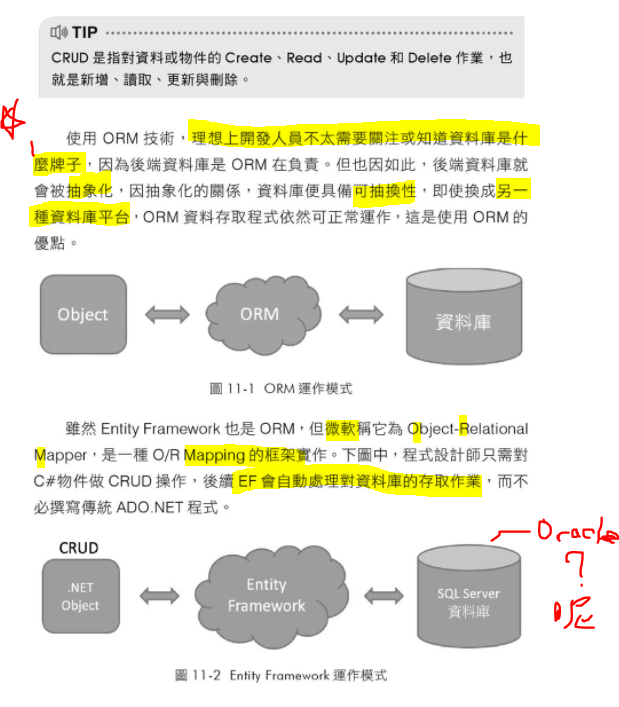 TIP
CRUD 是指對資料或物件的 Create、Read、Update 和 Delete 作業,也
就是新增、讀取、更新與刪除。
使用 ORM 技術,理想上開發人員不太需要關注或知道資料庫是什
麼牌子,因為後端資料庫是 ORM 在負責。但也因如此,後端資料庫就
會被抽象化,因抽象化的關係,資料庫便具備可抽換性,即使換成另一
種資料庫平台,ORM 資料存取程式依然可正常運作,這是使用 ORM 的
優點。
Object
ORM
資料庫
圖 11-1 ORM 運作模式
雖然 Entity Framework 也是 ORM,但微軟稱它為 Object-Relational
Mapper,是一種 O/R Mapping 的框架實作。下圖中,程式設計師只需對
C#物件做 CRUD 操作,後續 EF 會自動處理對資料庫的存取作業,而不
必撰寫傳統 ADO.NET 程式。
Oracle
?
呢
CRUD
.NET
Object
Entity
Framework
SQL Server
資料庫
圖 11-2 Entity Framework 運作模式